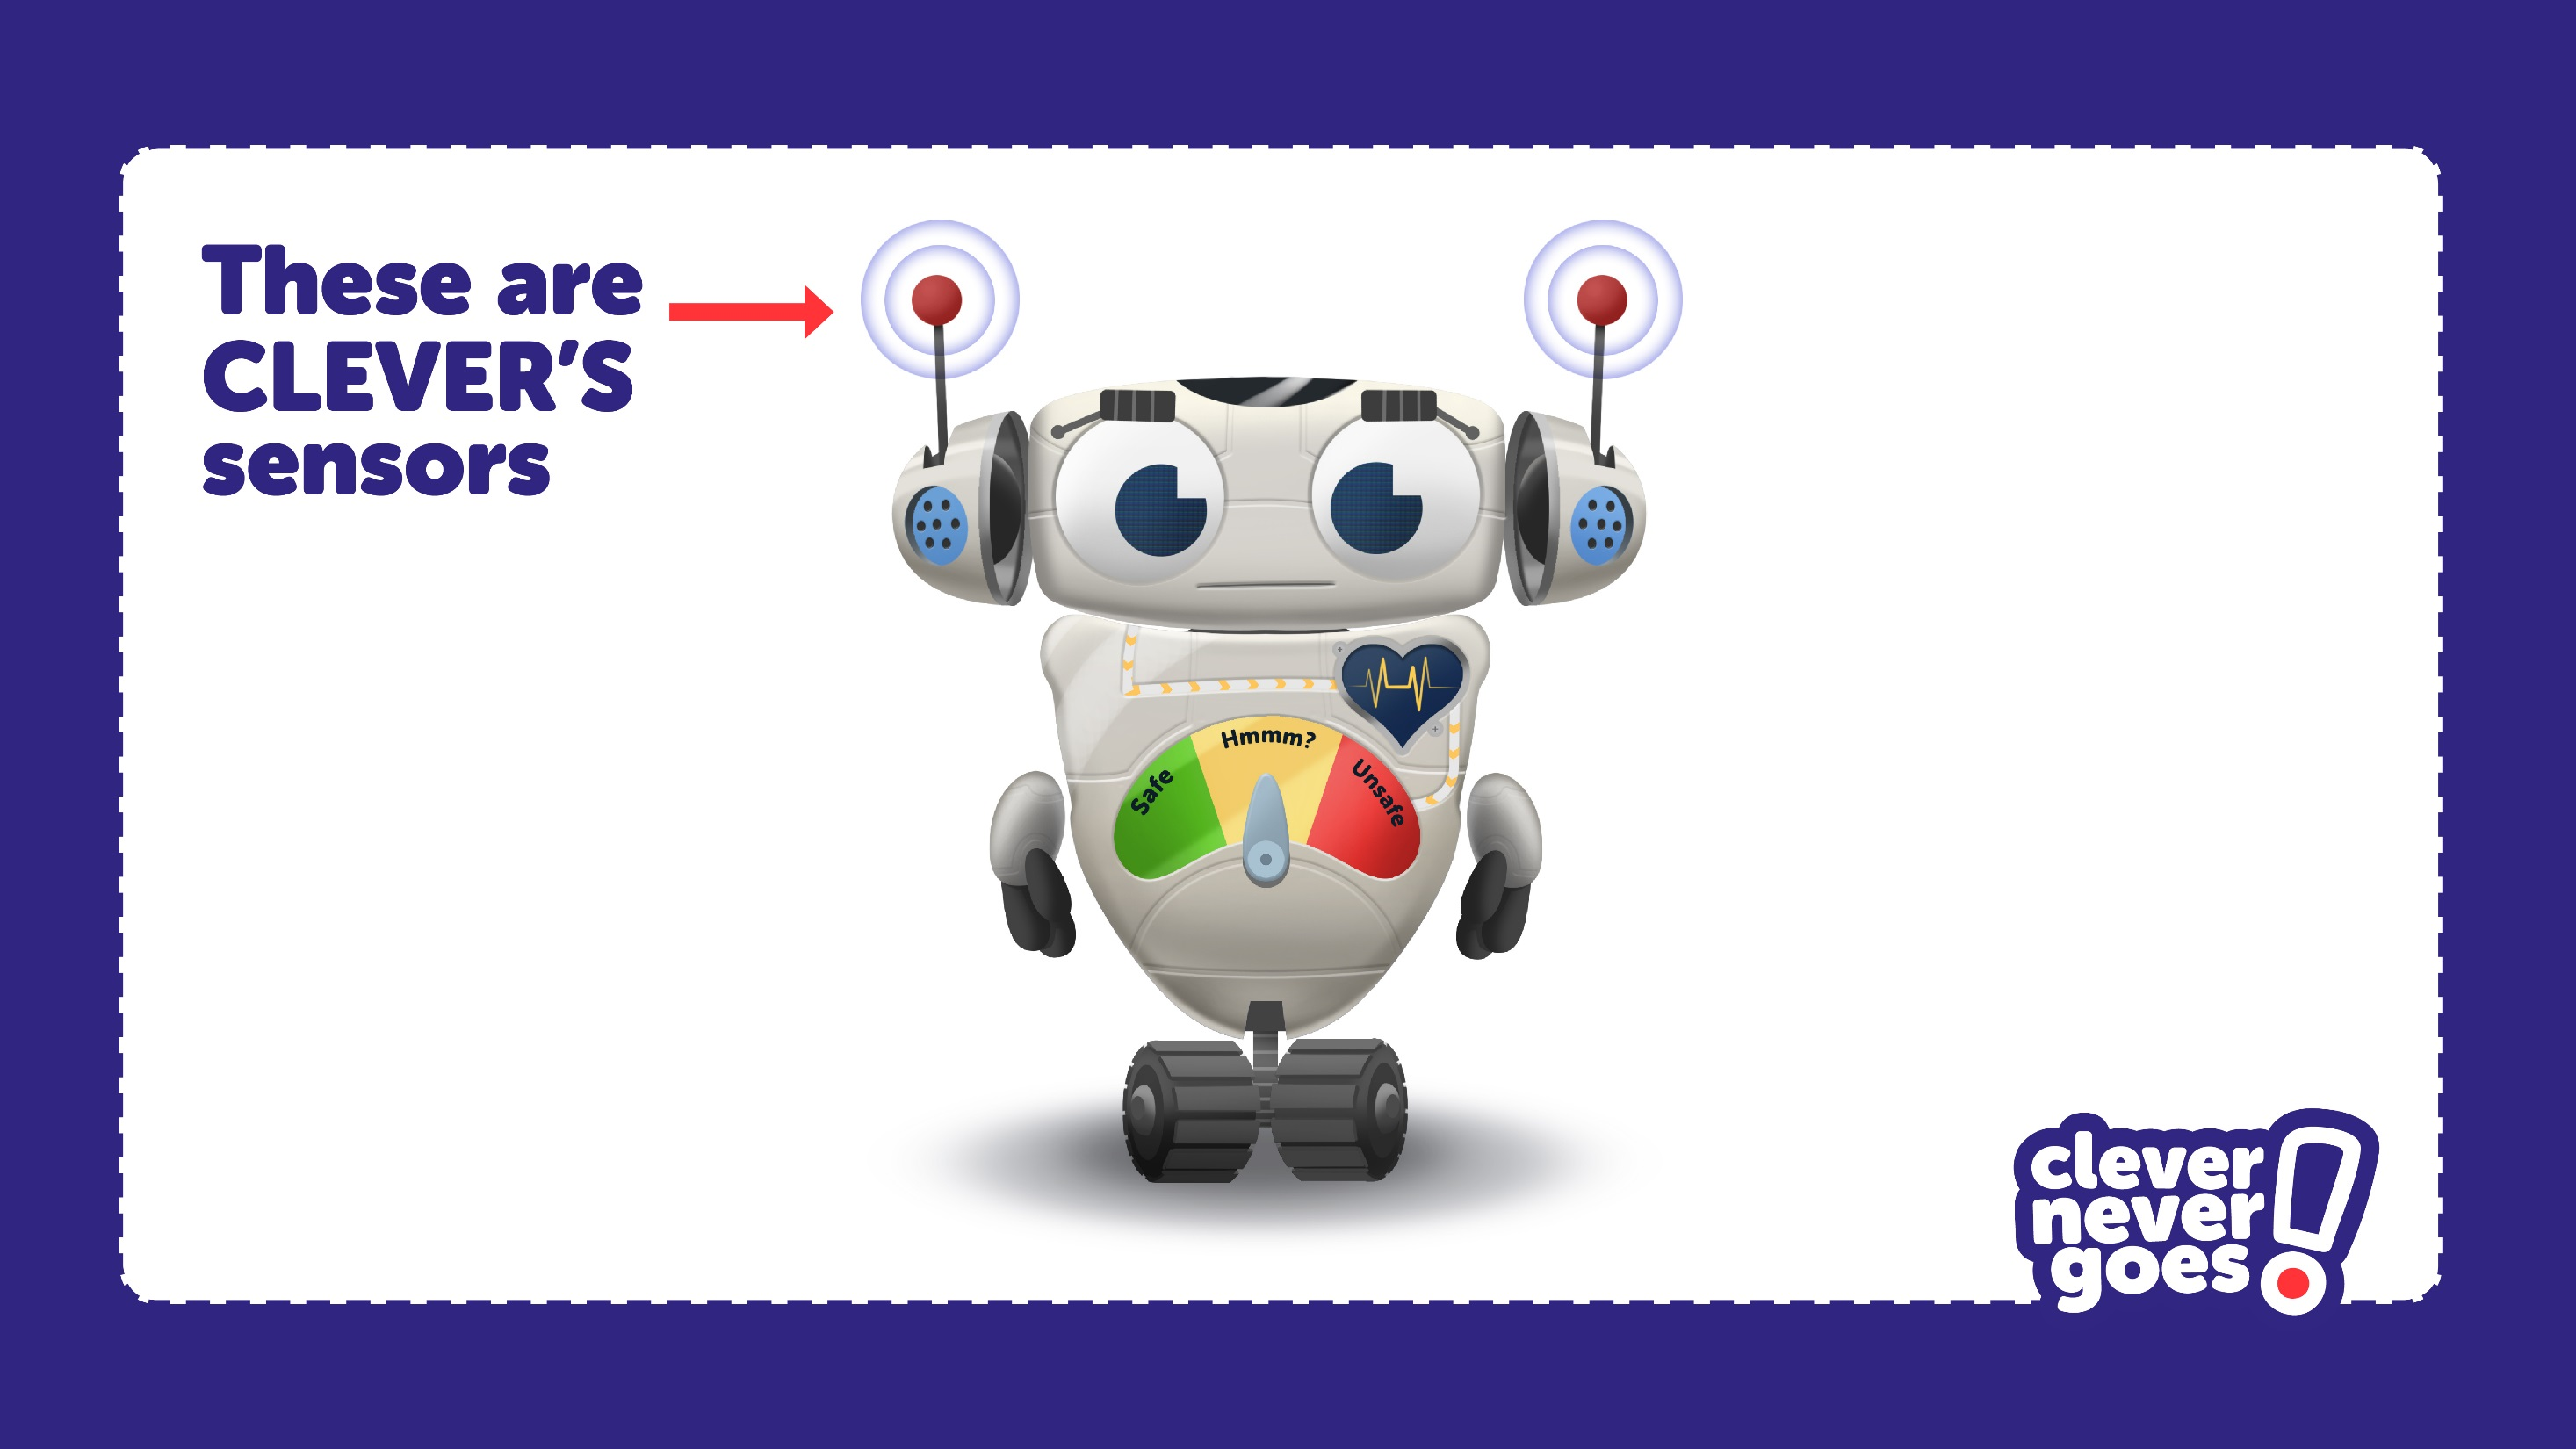 These are
CLEVER'S
sensors
Hmmm?
Safe
Unsafe
clever
never
goes!